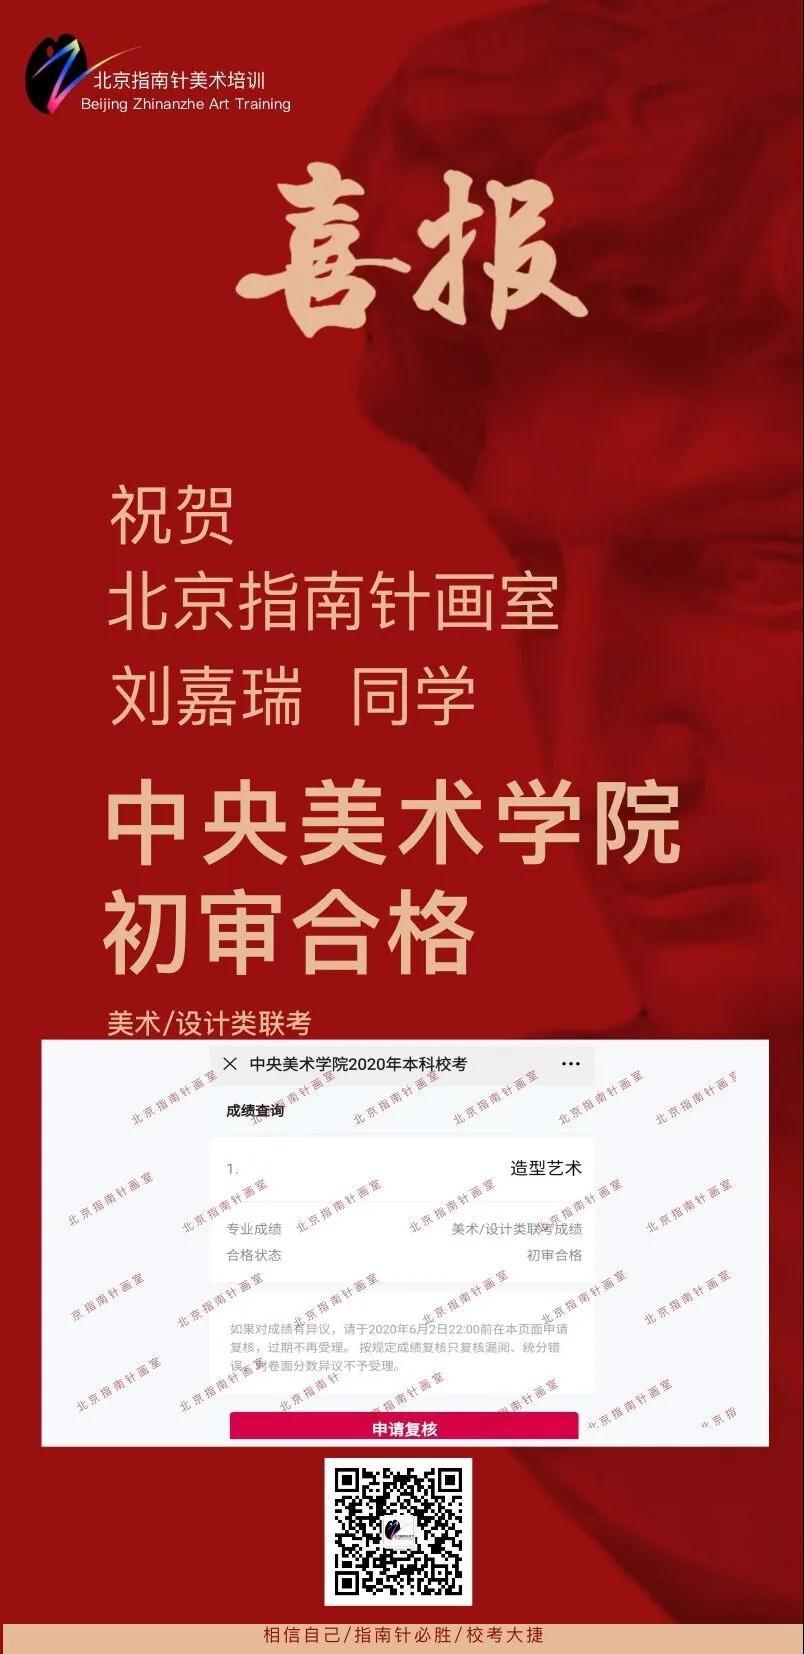 北京指南针美术培训
Beijing Zhinanzhe Art Training
喜报
祝贺
北京指南针画室
刘嘉瑞 同学
中央美术学院
初审合格
美术/设计类联考
中央美术学院2020年本科校考
成绩查询
1. 造型艺术
专业成绩 美术/设计类联考成绩
合格状态 初审合格
如果对成绩有异议，请于2020年6月2日22:00前在本页面申请
复核，过期不再受理。 按规定成绩复核只复核漏阅、统分错
误，对卷面分数异议不予受理。
申请复核
北京指南针画室
相信自己/指南针必胜/校考大捷